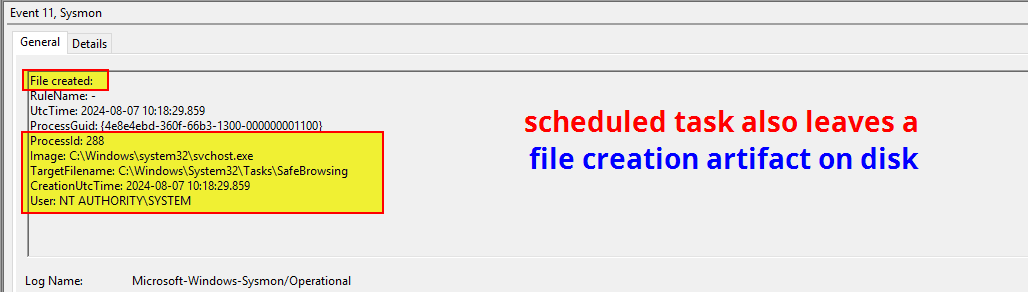 Event 11, Sysmon
General Details
File created:
RuleName: -
UtcTime: 2024-08-07 10:18:29.859
ProcessGuid: {4e8e4ebd-360f-66b3-1300-000000001100}
ProcessId: 288
Image: C:\Windows\system32\svchost.exe
TargetFilename: C:\Windows\System32\Tasks\SafeBrowsing
CreationUtcTime: 2024-08-07 10:18:29.859
User: NT AUTHORITY\SYSTEM
scheduled task also leaves a
file creation artifact on disk
Log Name: Microsoft-Windows-Sysmon/Operational